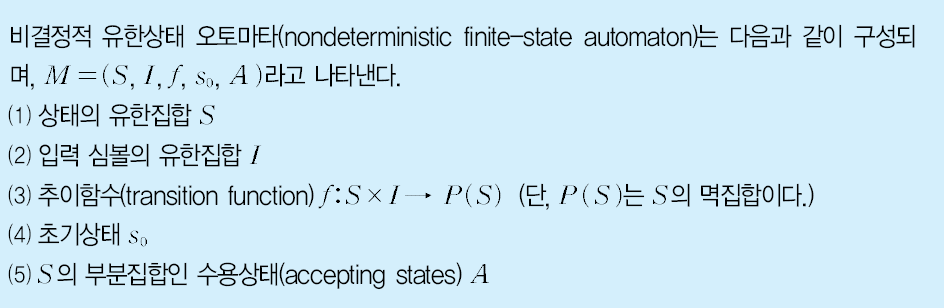 비결정적 유한상태 오토마타(nondeterministic finite-state automaton)는 다음과 같이 구성되
며, M=(S, I, f, s₀, A)라고 나타낸다.
(1) 상태의 유한집합 S
(2) 입력 심볼의 유한집합 I
(3) 추이함수(transition function) f:S×I→ P(S) (단, P(S)는 S의 멱집합이다.)
(4) 초기상태 s₀
(5) S의 부분집합인 수용상태(accepting states) A